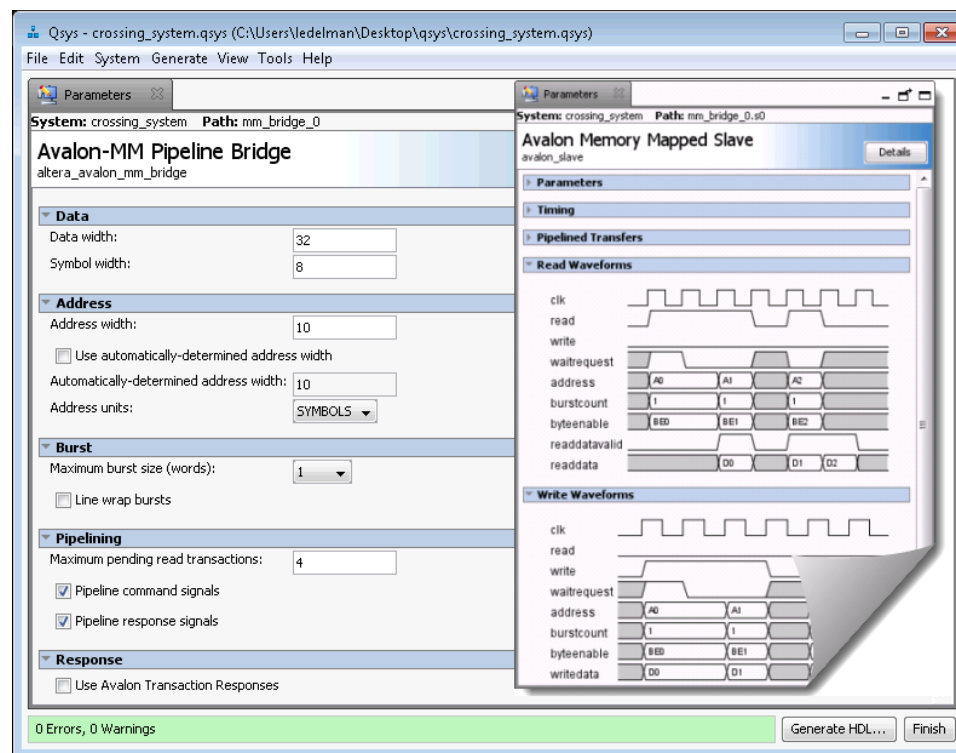 Qsys - crossing_system.qsys (C:\Users\ledelman\Desktop\qsys\crossing_system.qsys)
File Edit System Generate View Tools Help
Parameters
System: crossing_system Path: mm_bridge_0
Avalon-MM Pipeline Bridge
altera_avalon_mm_bridge
Data
Data width: 32
Symbol width: 8
Address
Address width: 10
Use automatically-determined address width
Automatically-determined address width: 10
Address units: SYMBOLS
Burst
Maximum burst size (words): 1
Line wrap bursts
Pipelining
Maximum pending read transactions: 4
Pipeline command signals
Pipeline response signals
Response
Use Avalon Transaction Responses
Parameters
System: crossing_system Path: mm_bridge_0.s0
Avalon Memory Mapped Slave
avalon_slave
Details
Parameters
Timing
Pipelined Transfers
Read Waveforms
clk
read
write
waitrequest
address A0 A1 A2
burstcount 1 1 1
byteenable BE0 BE1 BE2
readdatavalid
readdata D0 D1 D2
Write Waveforms
clk
read
write
waitrequest
address A0 A1
burstcount 1 1
byteenable BE0 BE1
writedata D0 D1
0 Errors, 0 Warnings
Generate HDL... Finish